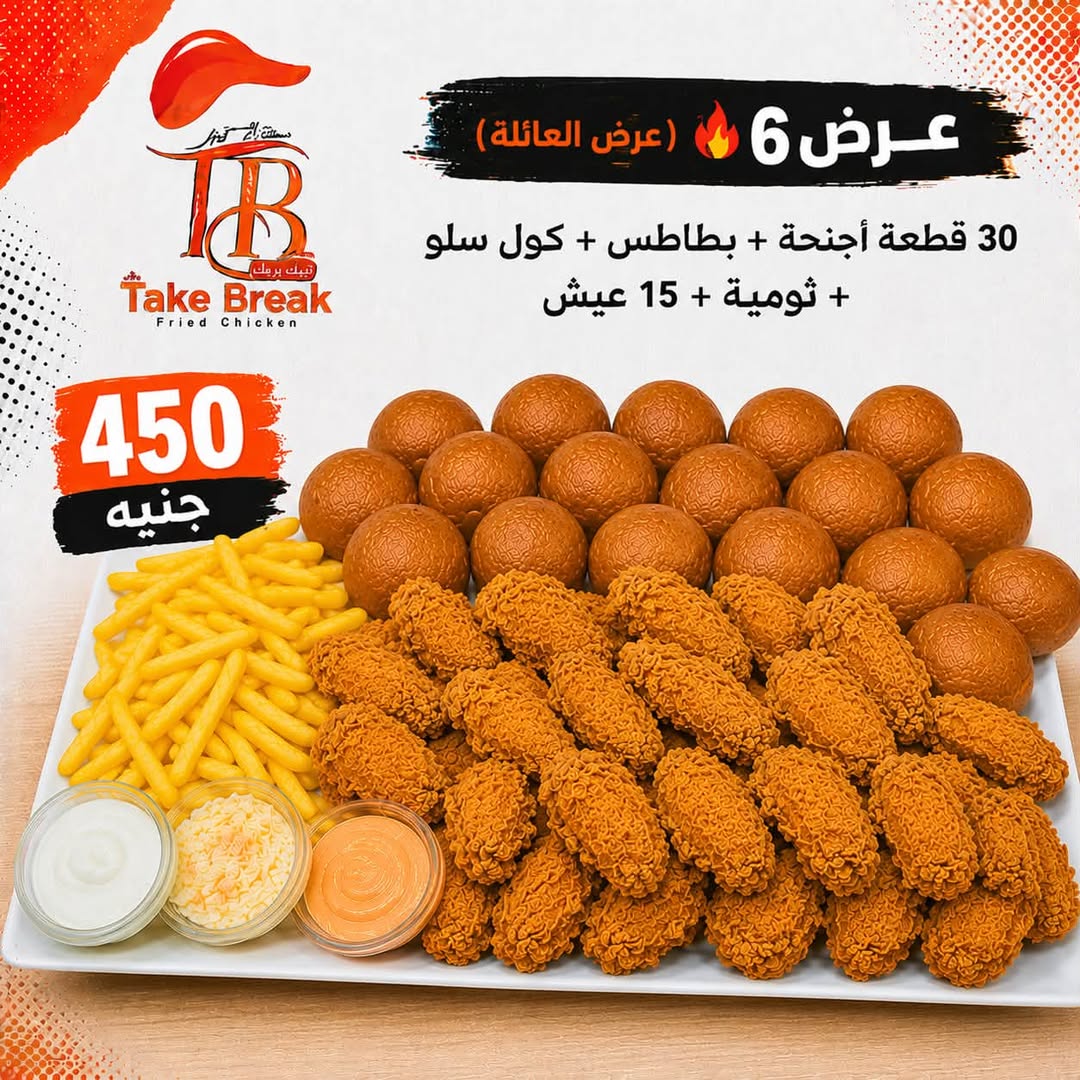 TB
تيك بريك
Take Break
Fried Chicken
عرض 6 (عرض العائلة)
30 قطعة أجنحة + بطاطس + كول سلو
+ ثومية + 15 عيش
450
جنيه